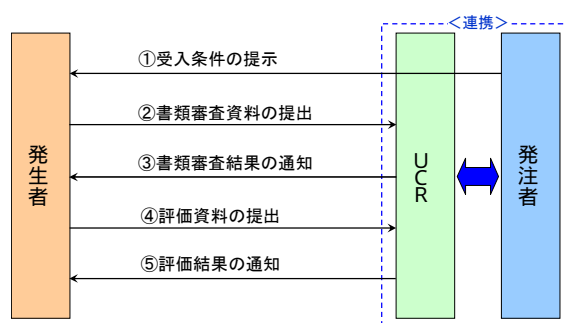 <連携>
①受入条件の提示
②書類審査資料の提出
③書類審査結果の通知
④評価資料の提出
⑤評価結果の通知
発生者
UCR
発注者